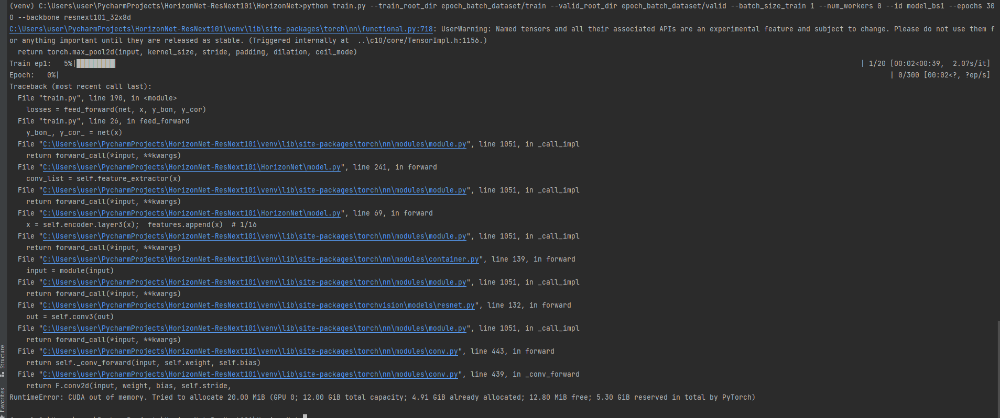 (venv) C:\Users\user\PycharmProjects\HorizonNet-ResNext101\HorizonNet>python train.py --train_root_dir epoch_batch_dataset/train --valid_root_dir epoch_batch_dataset/valid --batch_size_train 1 --num_workers 0 --id model_bs1 --epochs 30
0 --backbone resnext101_32x8d
C:\Users\user\PycharmProjects\HorizonNet-ResNext101\venv\lib\site-packages\torch\nn\functional.py:718: UserWarning: Named tensors and all their associated APIs are an experimental feature and subject to change. Please do not use them f
or anything important until they are released as stable. (Triggered internally at  ..\c10/core/TensorImpl.h:1156.)
  return torch.max_pool2d(input, kernel_size, stride, padding, dilation, ceil_mode)
Train ep1:   5%| | 1/20 [00:02<00:39,  2.07s/it]
Epoch:   0%| | 0/300 [00:02<?, ?ep/s]
Traceback (most recent call last):
  File "train.py", line 190, in <module>
    losses = feed_forward(net, x, y_bon, y_cor)
  File "train.py", line 26, in feed_forward
    y_bon_, y_cor_ = net(x)
  File "C:\Users\user\PycharmProjects\HorizonNet-ResNext101\venv\lib\site-packages\torch\nn\modules\module.py", line 1051, in _call_impl
    return forward_call(*input, **kwargs)
  File "C:\Users\user\PycharmProjects\HorizonNet-ResNext101\HorizonNet\model.py", line 241, in forward
    conv_list = self.feature_extractor(x)
  File "C:\Users\user\PycharmProjects\HorizonNet-ResNext101\venv\lib\site-packages\torch\nn\modules\module.py", line 1051, in _call_impl
    return forward_call(*input, **kwargs)
  File "C:\Users\user\PycharmProjects\HorizonNet-ResNext101\HorizonNet\model.py", line 69, in forward
    x = self.encoder.layer3(x);  features.append(x)  # 1/16
  File "C:\Users\user\PycharmProjects\HorizonNet-ResNext101\venv\lib\site-packages\torch\nn\modules\module.py", line 1051, in _call_impl
    return forward_call(*input, **kwargs)
  File "C:\Users\user\PycharmProjects\HorizonNet-ResNext101\venv\lib\site-packages\torch\nn\modules\container.py", line 139, in forward
    input = module(input)
  File "C:\Users\user\PycharmProjects\HorizonNet-ResNext101\venv\lib\site-packages\torch\nn\modules\module.py", line 1051, in _call_impl
    return forward_call(*input, **kwargs)
  File "C:\Users\user\PycharmProjects\HorizonNet-ResNext101\venv\lib\site-packages\torchvision\models\resnet.py", line 132, in forward
    out = self.conv3(out)
  File "C:\Users\user\PycharmProjects\HorizonNet-ResNext101\venv\lib\site-packages\torch\nn\modules\module.py", line 1051, in _call_impl
    return forward_call(*input, **kwargs)
  File "C:\Users\user\PycharmProjects\HorizonNet-ResNext101\venv\lib\site-packages\torch\nn\modules\conv.py", line 443, in forward
    return self._conv_forward(input, self.weight, self.bias)
  File "C:\Users\user\PycharmProjects\HorizonNet-ResNext101\venv\lib\site-packages\torch\nn\modules\conv.py", line 439, in _conv_forward
    return F.conv2d(input, weight, bias, self.stride,
RuntimeError: CUDA out of memory. Tried to allocate 20.00 MiB (GPU 0; 12.00 GiB total capacity; 4.91 GiB already allocated; 12.80 MiB free; 5.30 GiB reserved in total by PyTorch)
Structure
Favorites